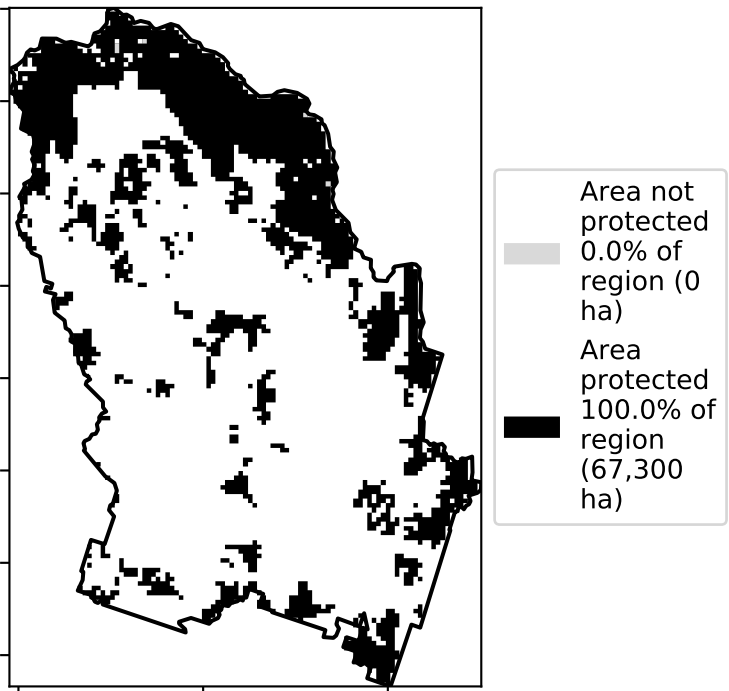 Area not
protected
0.0% of
region (0
ha)
Area
protected
100.0% of
region
(67,300
ha)